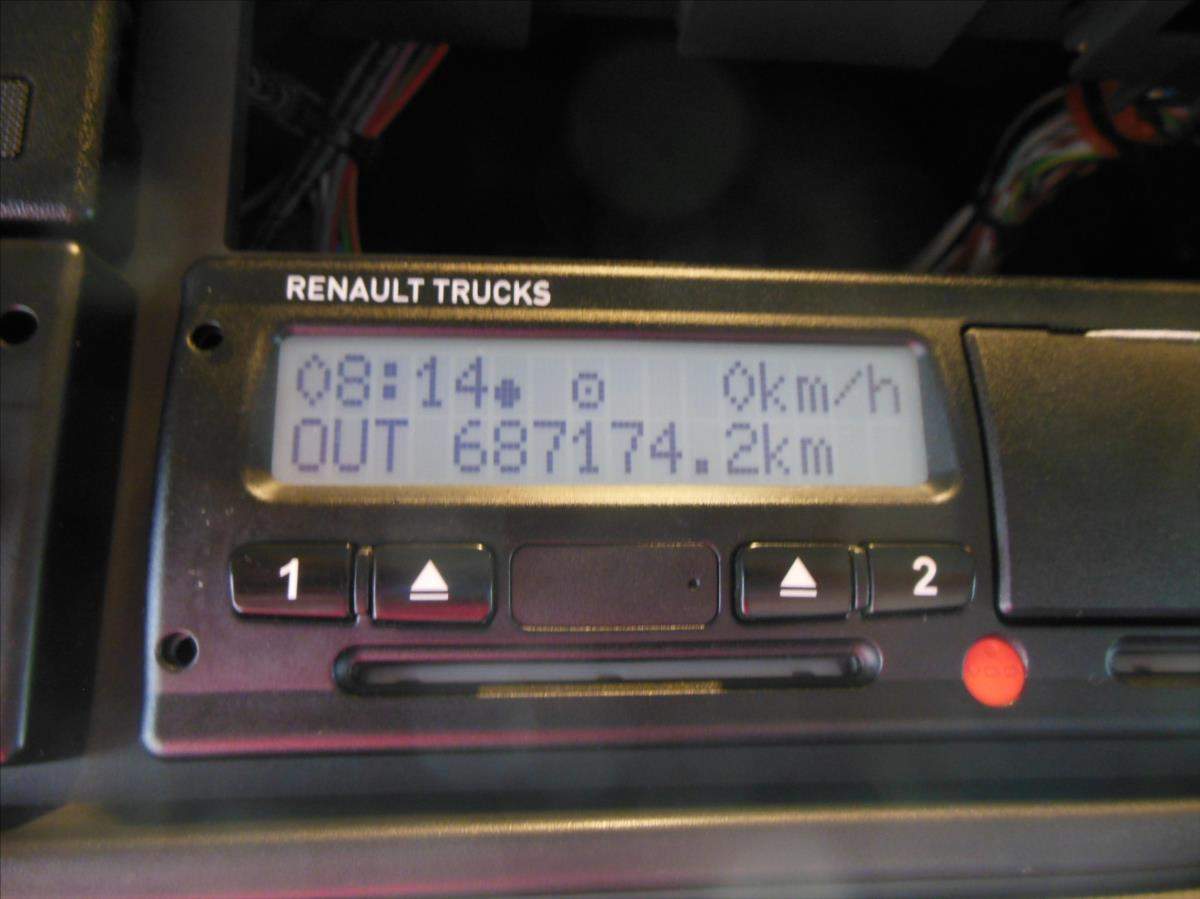 RENAULT TRUCKS
08:14 0km/h
OUT 687174.2km
1
2